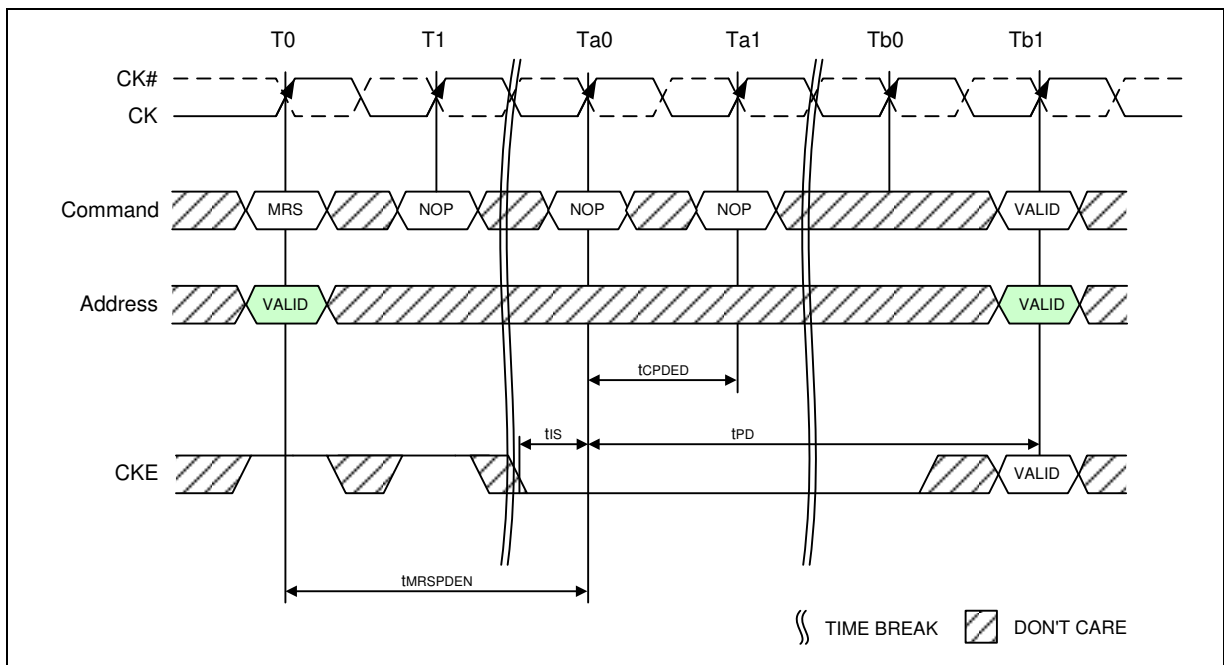 T0 T1 Ta0 Ta1 Tb0 Tb1
CK#
CK
Command MRS NOP NOP NOP VALID
Address VALID VALID
tCPDED
tIS tPD
CKE VALID
tMRSPDEN
TIME BREAK DON'T CARE